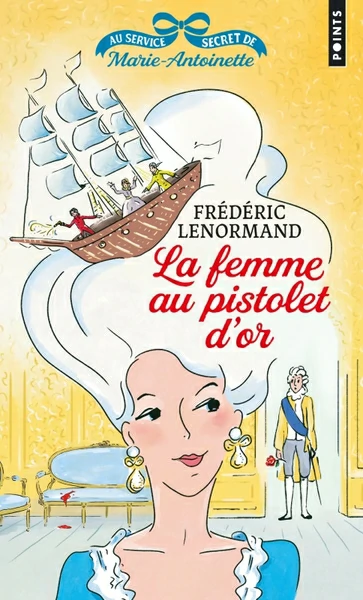 AU SERVICE SECRET DE
Marie-Antoinette
POINTS
FRÉDÉRIC
LENORMAND
La femme
au pistolet
d'or